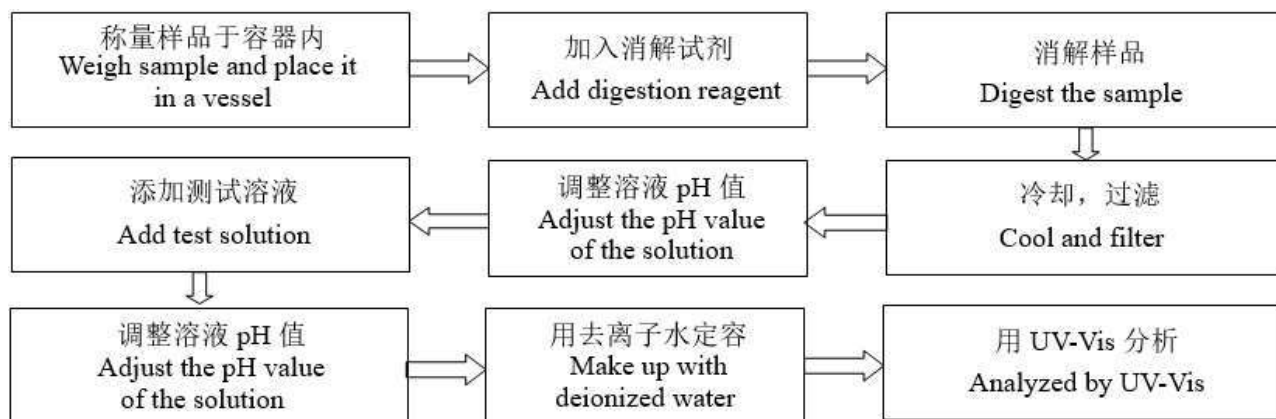 称量样品于容器内
Weigh sample and place it
in a vessel
加入消解试剂
Add digestion reagent
消解样品
Digest the sample
冷却，过滤
Cool and filter
调整溶液 pH 值
Adjust the pH value
of the solution
添加测试溶液
Add test solution
调整溶液 pH 值
Adjust the pH value
of the solution
用去离子水定容
Make up with
deionized water
用 UV-Vis 分析
Analyzed by UV-Vis